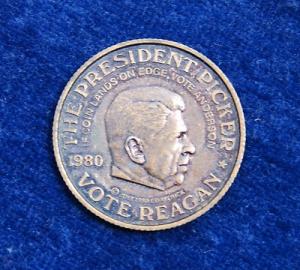 THE PRESIDENT PICKER
IF COIN LANDS ON EDGE, VOTE ANDERSON
1980
VOTE REAGAN